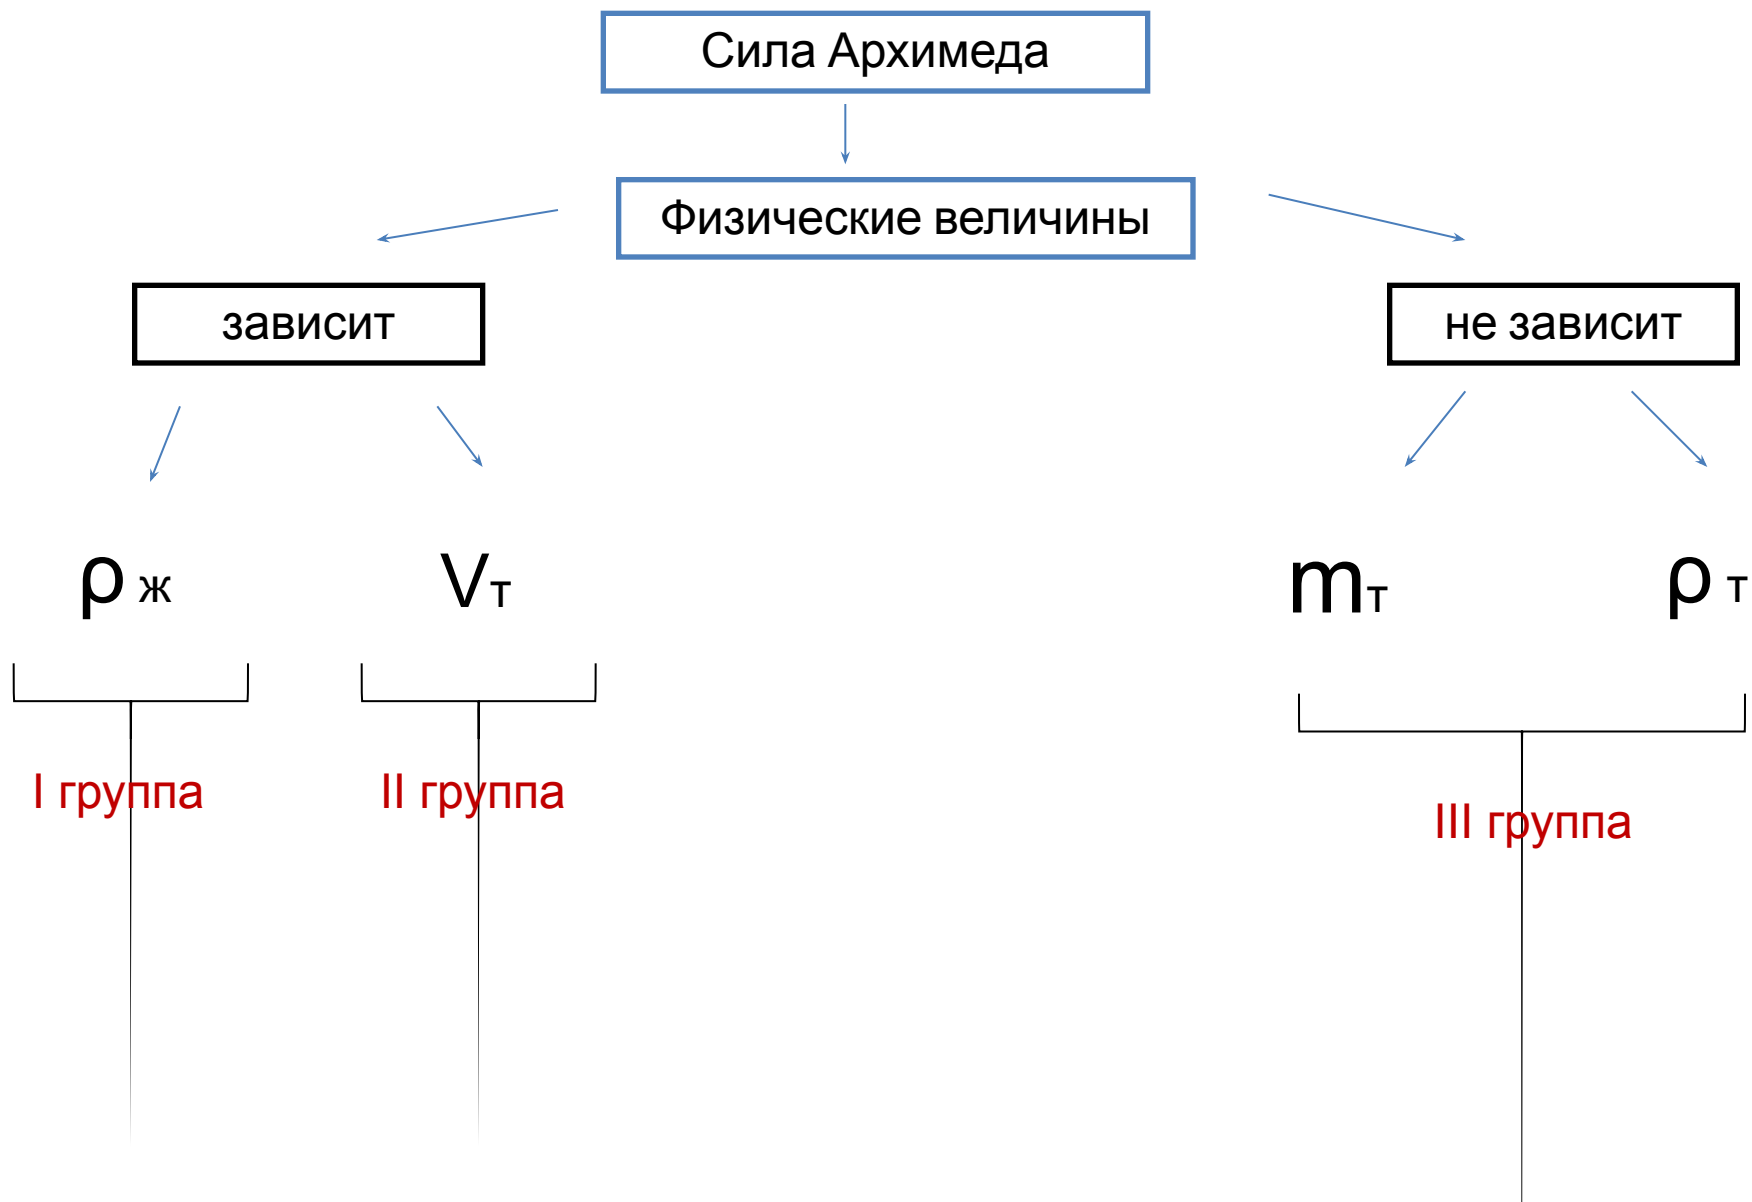 Сила Архимеда
Физические величины
зависит
не зависит
ρ ж
Vт
mт
ρ т
I группа
II группа
III группа